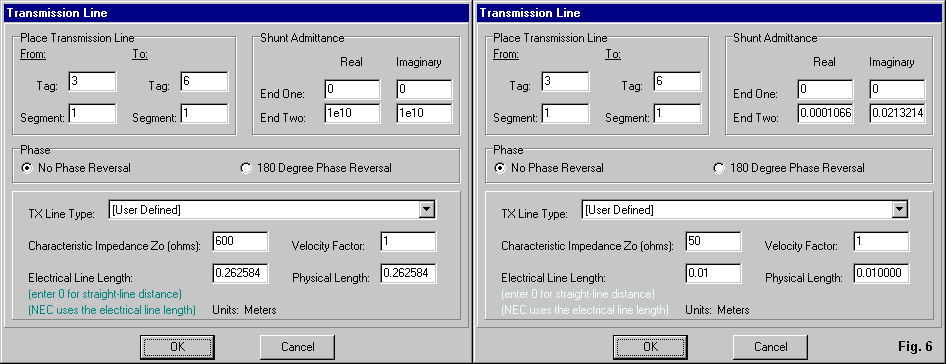 Transmission Line
Place Transmission Line
From: To:
Tag: 3 Tag: 6
Segment: 1 Segment: 1
Shunt Admittance
Real Imaginary
End One: 0 0
End Two: 1e10 1e10
Phase
No Phase Reversal 180 Degree Phase Reversal
TX Line Type: [User Defined]
Characteristic Impedance Zo (ohms): 600 Velocity Factor: 1
Electrical Line Length: 0.262584 Physical Length: 0.262584
(enter 0 for straight-line distance)
(NEC uses the electrical line length) Units: Meters
OK Cancel
Transmission Line
Place Transmission Line
From: To:
Tag: 3 Tag: 6
Segment: 1 Segment: 1
Shunt Admittance
Real Imaginary
End One: 0 0
End Two: 0.0001066 0.0213214
Phase
No Phase Reversal 180 Degree Phase Reversal
TX Line Type: [User Defined]
Characteristic Impedance Zo (ohms): 50 Velocity Factor: 1
Electrical Line Length: 0.01 Physical Length: 0.010000
(enter 0 for straight-line distance)
(NEC uses the electrical line length) Units: Meters
OK Cancel
Fig. 6